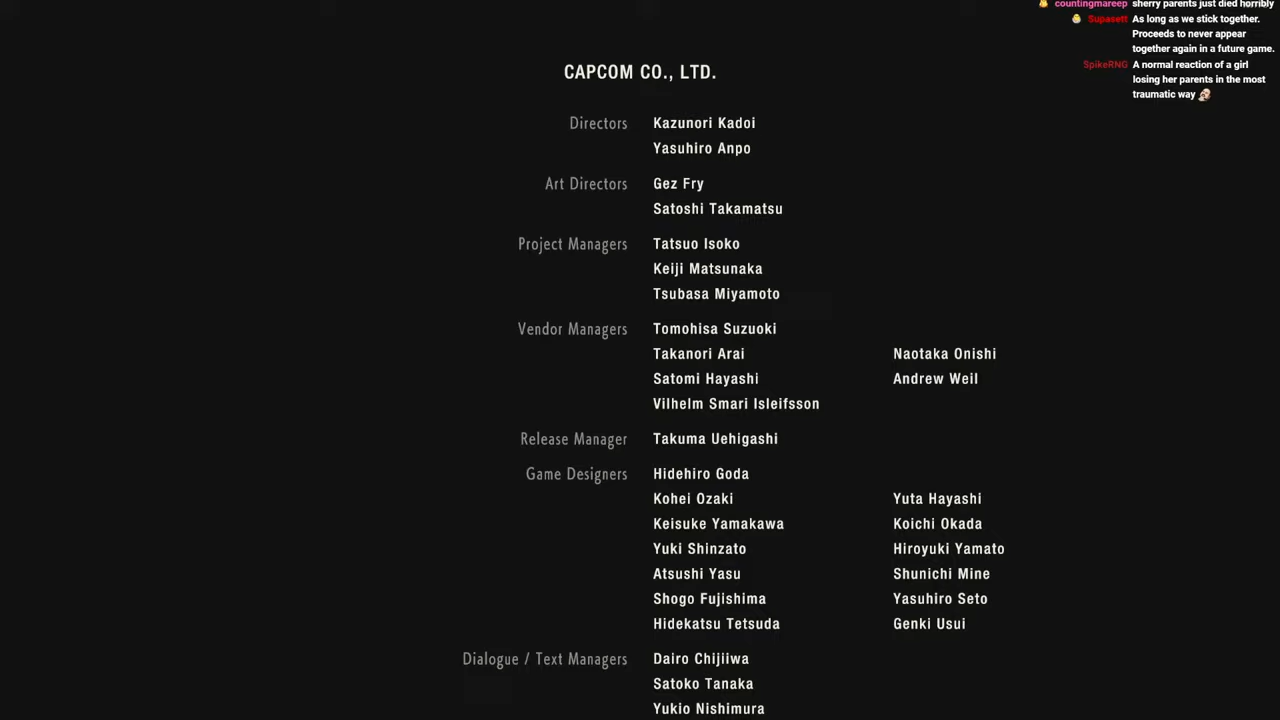 countingmareep sherry parents just died horribly
Supasett As long as we stick together.
Proceeds to never appear
together again in a future game.
SpikeRNG A normal reaction of a girl
losing her parents in the most
traumatic way
CAPCOM CO., LTD.
Directors Kazunori Kadoi
Yasuhiro Anpo
Art Directors Gez Fry
Satoshi Takamatsu
Project Managers Tatsuo Isoko
Keiji Matsunaka
Tsubasa Miyamoto
Vendor Managers Tomohisa Suzuoki
Takanori Arai Naotaka Onishi
Satomi Hayashi Andrew Weil
Vilhelm Smari Isleifsson
Release Manager Takuma Uehigashi
Game Designers Hidehiro Goda
Kohei Ozaki Yuta Hayashi
Keisuke Yamakawa Koichi Okada
Yuki Shinzato Hiroyuki Yamato
Atsushi Yasu Shunichi Mine
Shogo Fujishima Yasuhiro Seto
Hidekatsu Tetsuda Genki Usui
Dialogue / Text Managers Dairo Chijiiwa
Satoko Tanaka
Yukio Nishimura